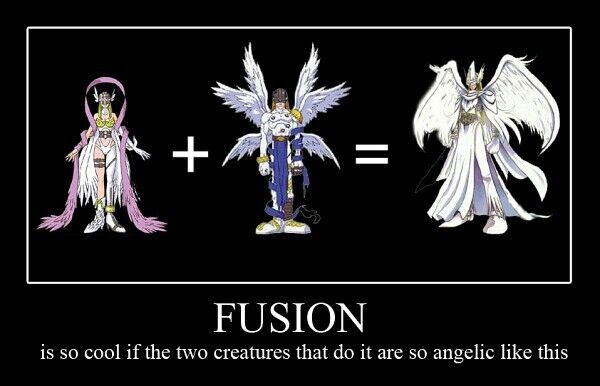 + =
FUSION
is so cool if the two creatures that do it are so angelic like this